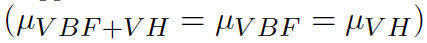 (μ_{VBF+VH} = μ_{VBF} = μ_{VH})